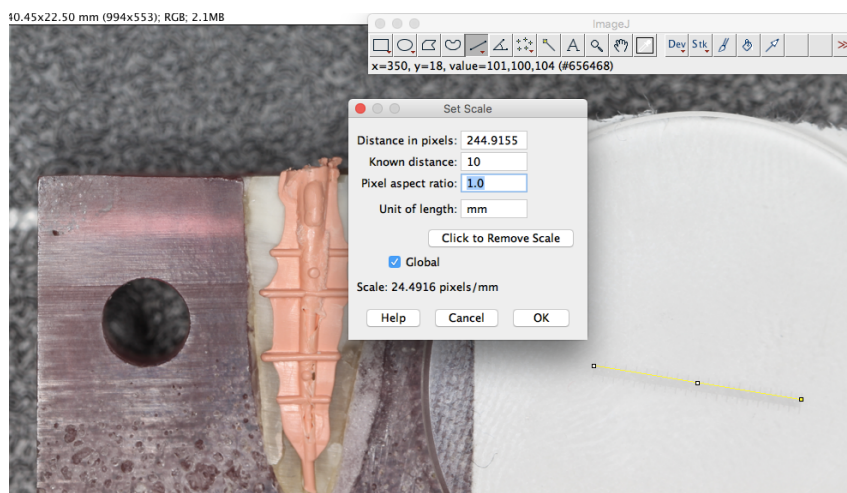 40.45x22.50 mm (994x553); RGB; 2.1MB
ImageJ
A Dev Stk
x=350, y=18, value=101,100,104 (#656468)
Set Scale
Distance in pixels: 244.9155
Known distance: 10
Pixel aspect ratio: 1.0
Unit of length: mm
Click to Remove Scale
Global
Scale: 24.4916 pixels/mm
Help Cancel OK